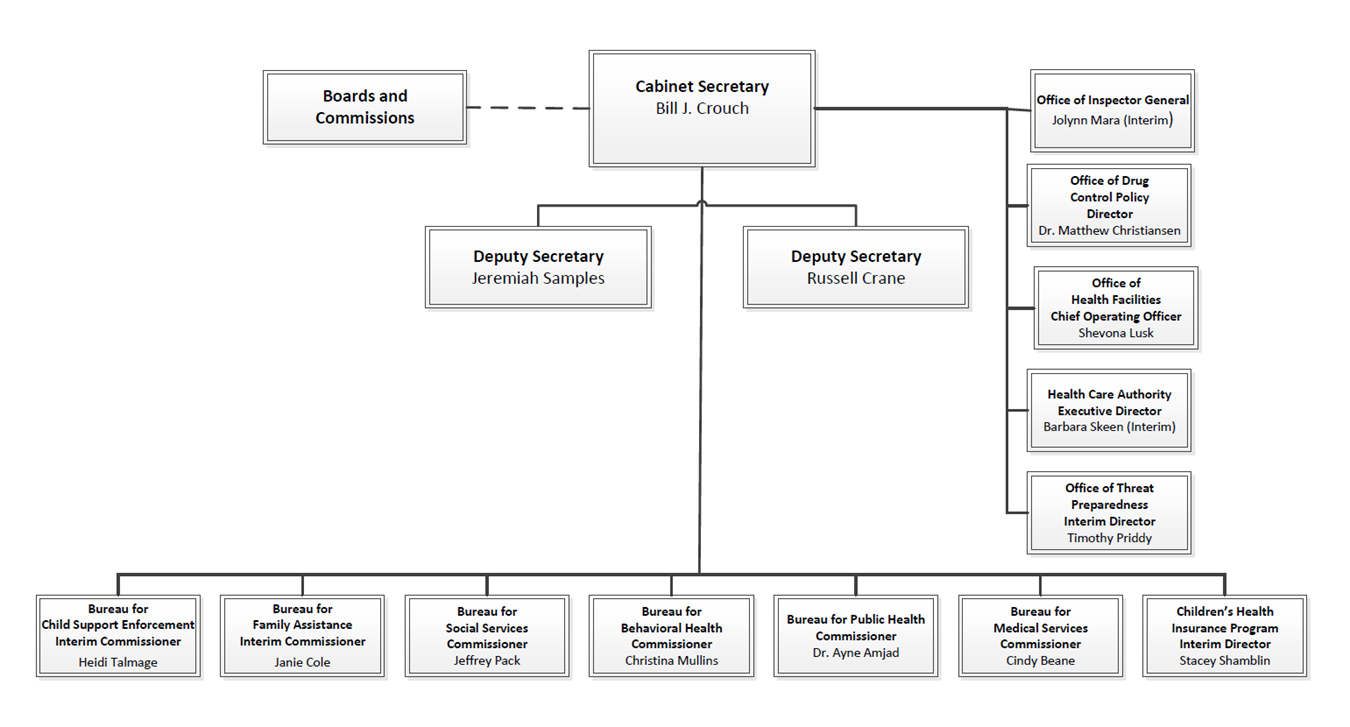 Boards and
Commissions
Cabinet Secretary
Bill J. Crouch
Office of Inspector General
Jolynn Mara (Interim)
Office of Drug
Control Policy
Director
Dr. Matthew Christiansen
Deputy Secretary
Jeremiah Samples
Deputy Secretary
Russell Crane
Office of
Health Facilities
Chief Operating Officer
Shevona Lusk
Health Care Authority
Executive Director
Barbara Skeen (Interim)
Office of Threat
Preparedness
Interim Director
Timothy Priddy
Bureau for
Child Support Enforcement
Interim Commissioner
Heidi Talmage
Bureau for
Family Assistance
Interim Commissioner
Janie Cole
Bureau for
Social Services
Commissioner
Jeffrey Pack
Bureau for
Behavioral Health
Commissioner
Christina Mullins
Bureau for Public Health
Commissioner
Dr. Ayne Amjad
Bureau for
Medical Services
Commissioner
Cindy Beane
Children’s Health
Insurance Program
Interim Director
Stacey Shamblin